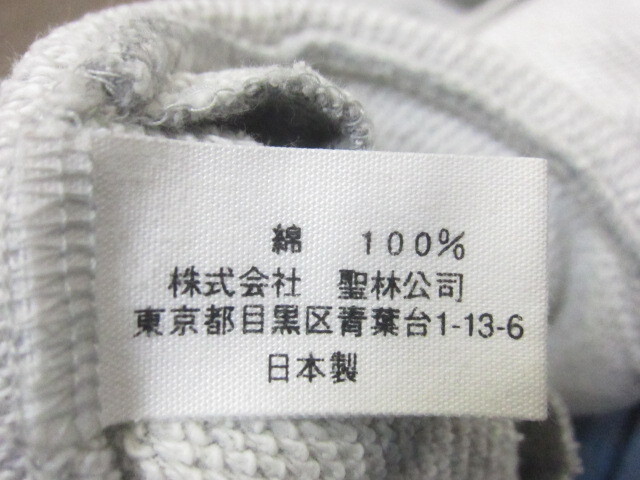 綿 100%
株式会社 聖林公司
東京都目黒区青葉台1-13-6
日本製